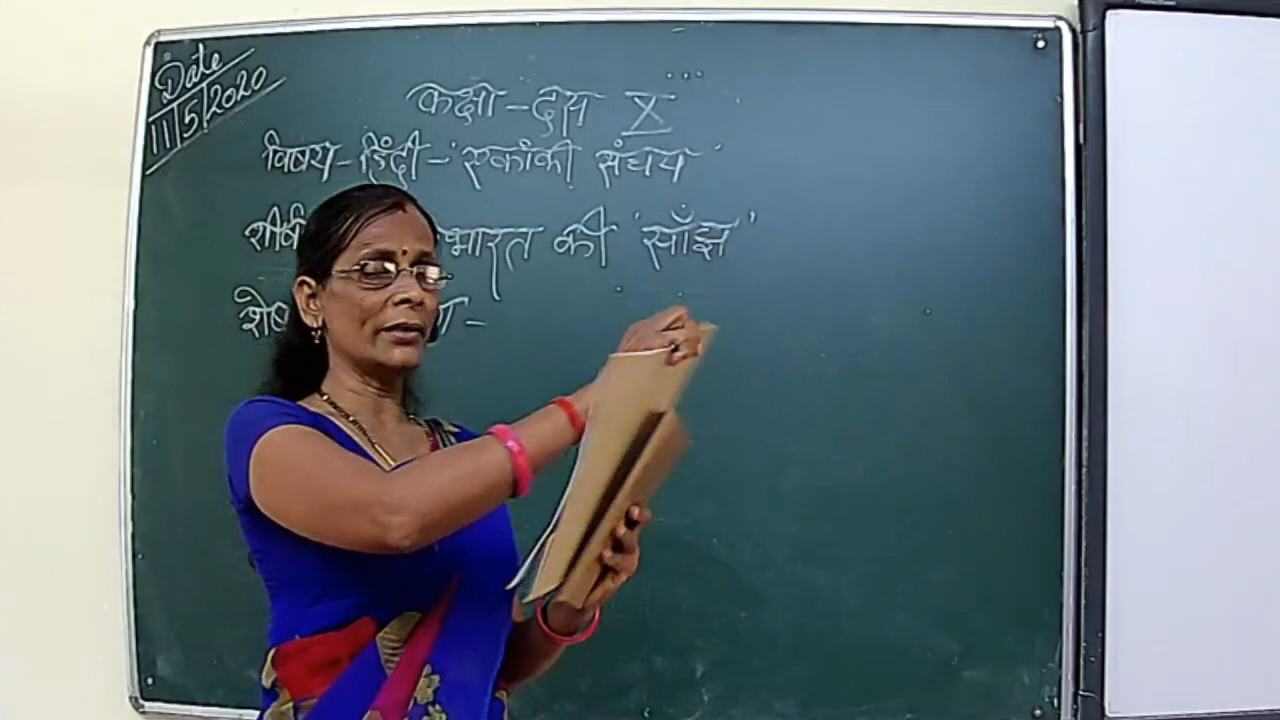 Date
11/5/2020
कक्षा - दस X
विषय - हिंदी - 'एकांकी संचय'
भारत की 'साँझ'